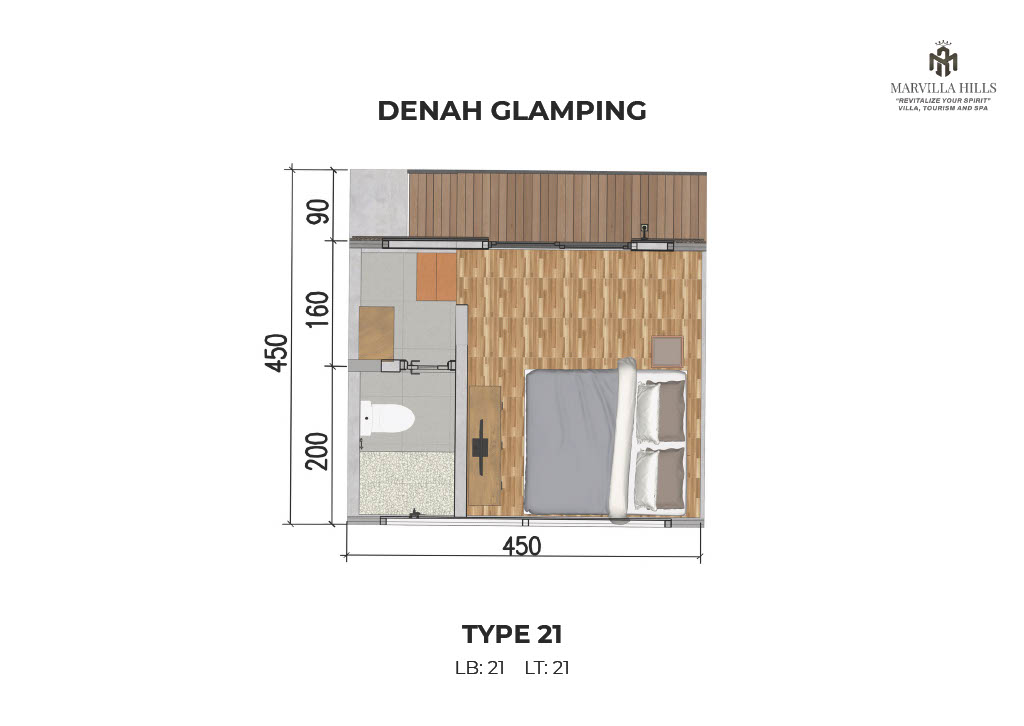 MARVILLA HILLS
"REVITALIZE YOUR SPIRIT"
VILLA, TOURISM AND SPA
DENAH GLAMPING
90
160
450
200
450
TYPE 21
LB: 21 LT: 21